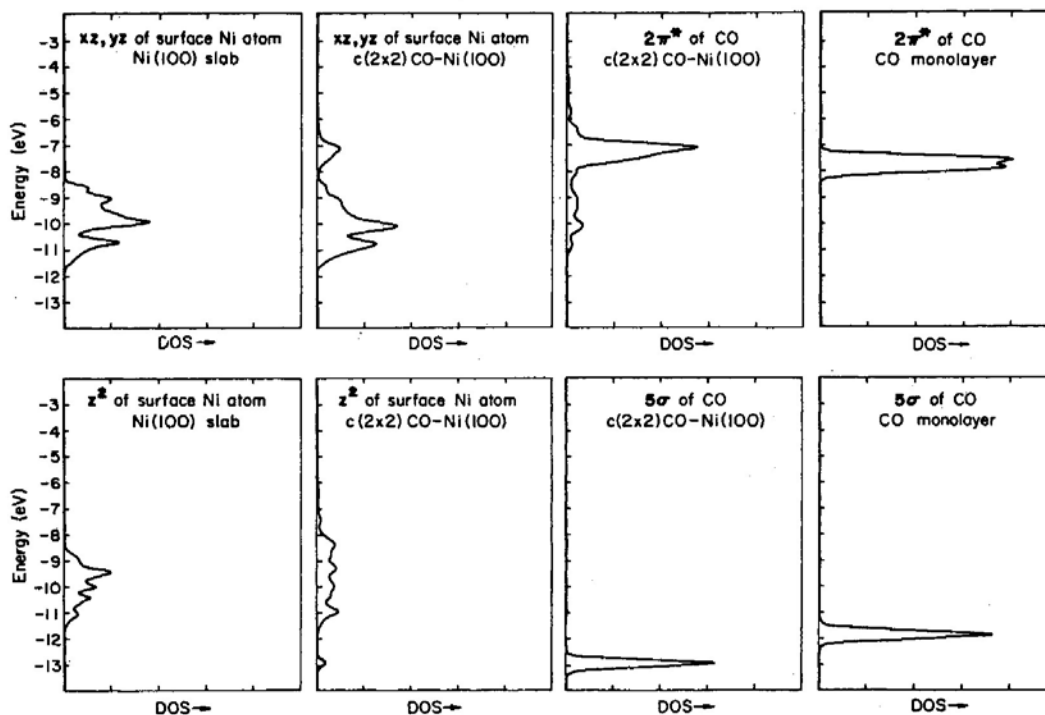 xz,yz of surface Ni atom
Ni(100) slab
xz,yz of surface Ni atom
c(2x2) CO-Ni(100)
2π* of CO
c(2x2) CO-Ni(100)
2π* of CO
CO monolayer
Energy (eV)
-3
-4
-5
-6
-7
-8
-9
-10
-11
-12
-13
DOS→
DOS→
DOS→
DOS→
z² of surface Ni atom
Ni(100) slab
z² of surface Ni atom
c(2x2) CO-Ni(100)
5σ of CO
c(2x2) CO-Ni(100)
5σ of CO
CO monolayer
Energy (eV)
-3
-4
-5
-6
-7
-8
-9
-10
-11
-12
-13
DOS→
DOS→
DOS→
DOS→